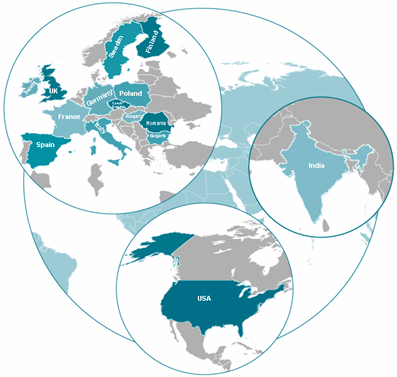 Sweden
Finland
UK
Germany
Poland
France
Hungary
Romania
Italy
Bulgaria
Spain
India
USA